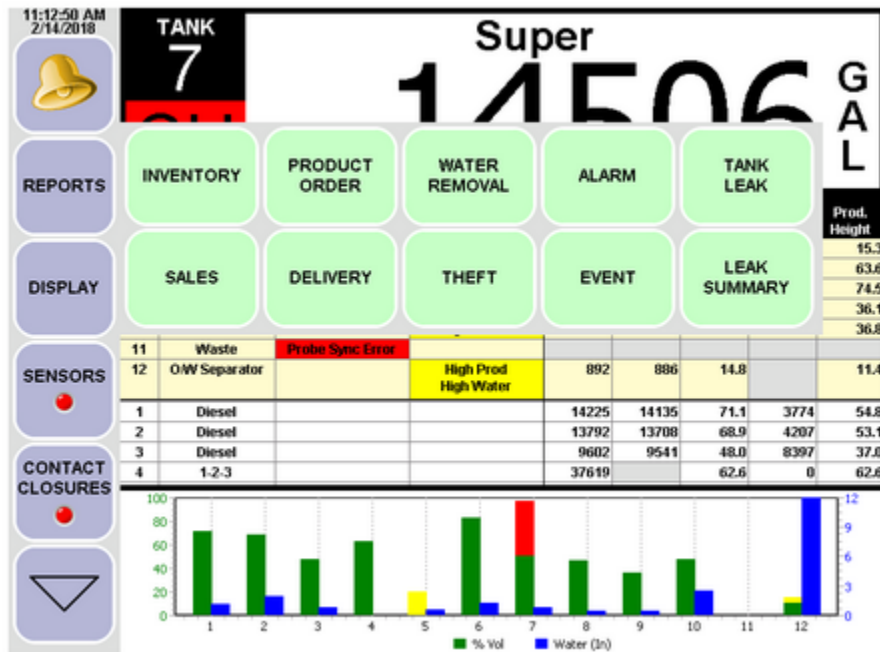 11:12:50 AM
2/14/2018
TANK
7
Super
14506
GAL
REPORTS
DISPLAY
SENSORS
CONTACT
CLOSURES
INVENTORY
PRODUCT
ORDER
WATER
REMOVAL
ALARM
TANK
LEAK
SALES
DELIVERY
THEFT
EVENT
LEAK
SUMMARY
Prod.
Height
15.3
63.6
74.5
36.1
36.8
11 Waste Probe Sync Error
12 O/W Separator High Prod 892 886 14.8 11.4
High Water
1 Diesel 14225 14135 71.1 3774 54.8
2 Diesel 13792 13708 68.9 4207 53.1
3 Diesel 9602 9541 48.0 8397 37.0
4 1-2-3 37619 62.6 0 62.6
100
80
60
40
20
0
12
9
6
3
0
1 2 3 4 5 6 7 8 9 10 11 12
% Vol Water (In)